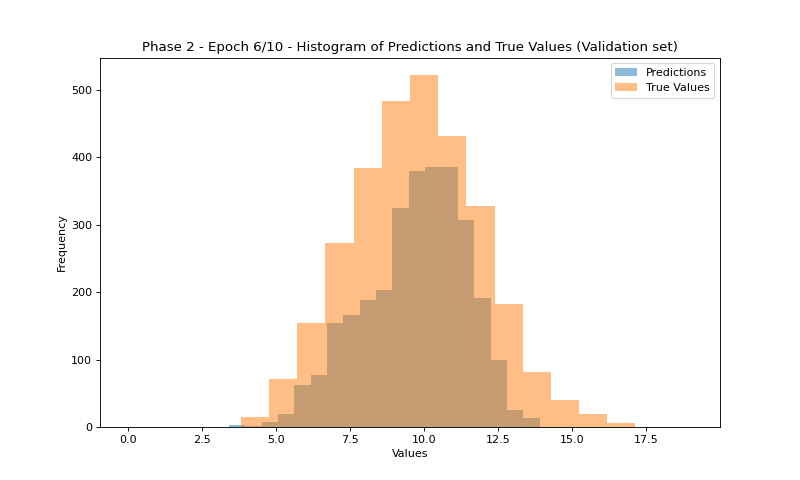 Phase 2 - Epoch 6/10 - Histogram of Predictions and True Values (Validation set)
Predictions
True Values
500
400
300
200
100
0
Frequency
0.0 2.5 5.0 7.5 10.0 12.5 15.0 17.5
Values